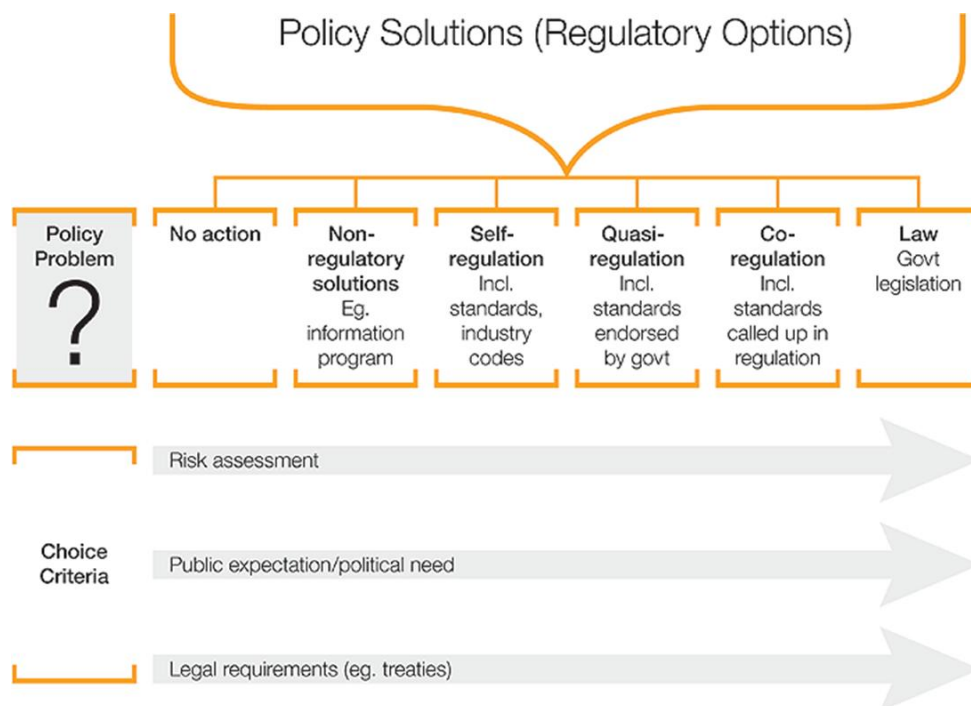 Policy Solutions (Regulatory Options)
Policy
Problem
?
No action
Non-
regulatory
solutions
Eg.
information
program
Self-
regulation
Incl.
standards,
industry
codes
Quasi-
regulation
Incl.
standards
endorsed
by govt
Co-
regulation
Incl.
standards
called up in
regulation
Law
Govt
legislation
Choice
Criteria
Risk assessment
Public expectation/political need
Legal requirements (eg. treaties)